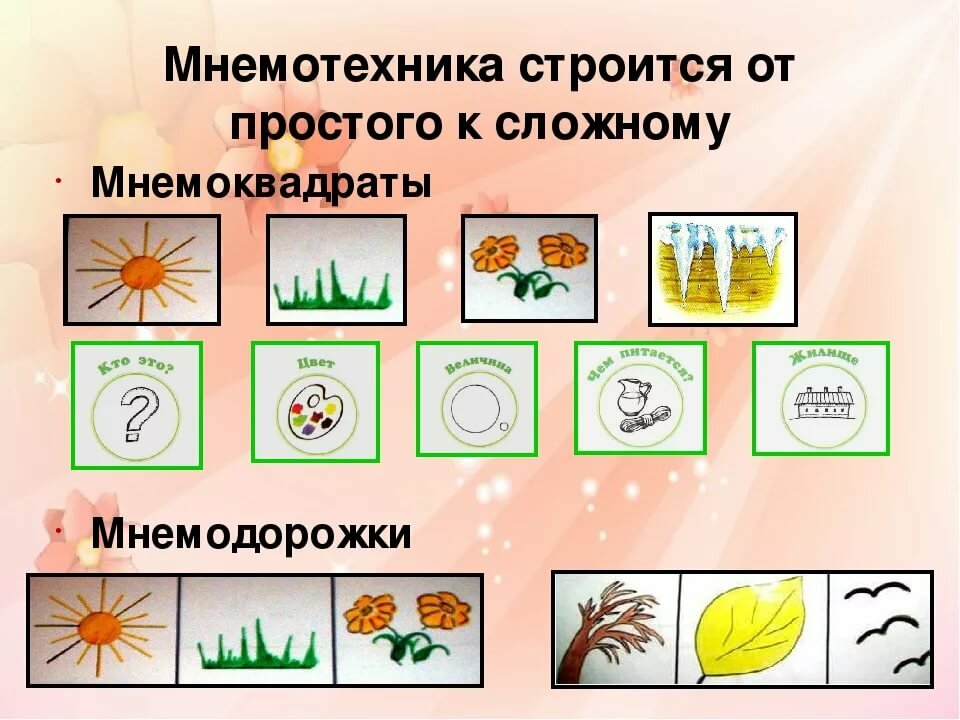 Мнемотехника строится от
простого к сложному
Мнемоквадраты
Кто это? Цвет Величина Чем питается? Жилище
Мнемодорожки